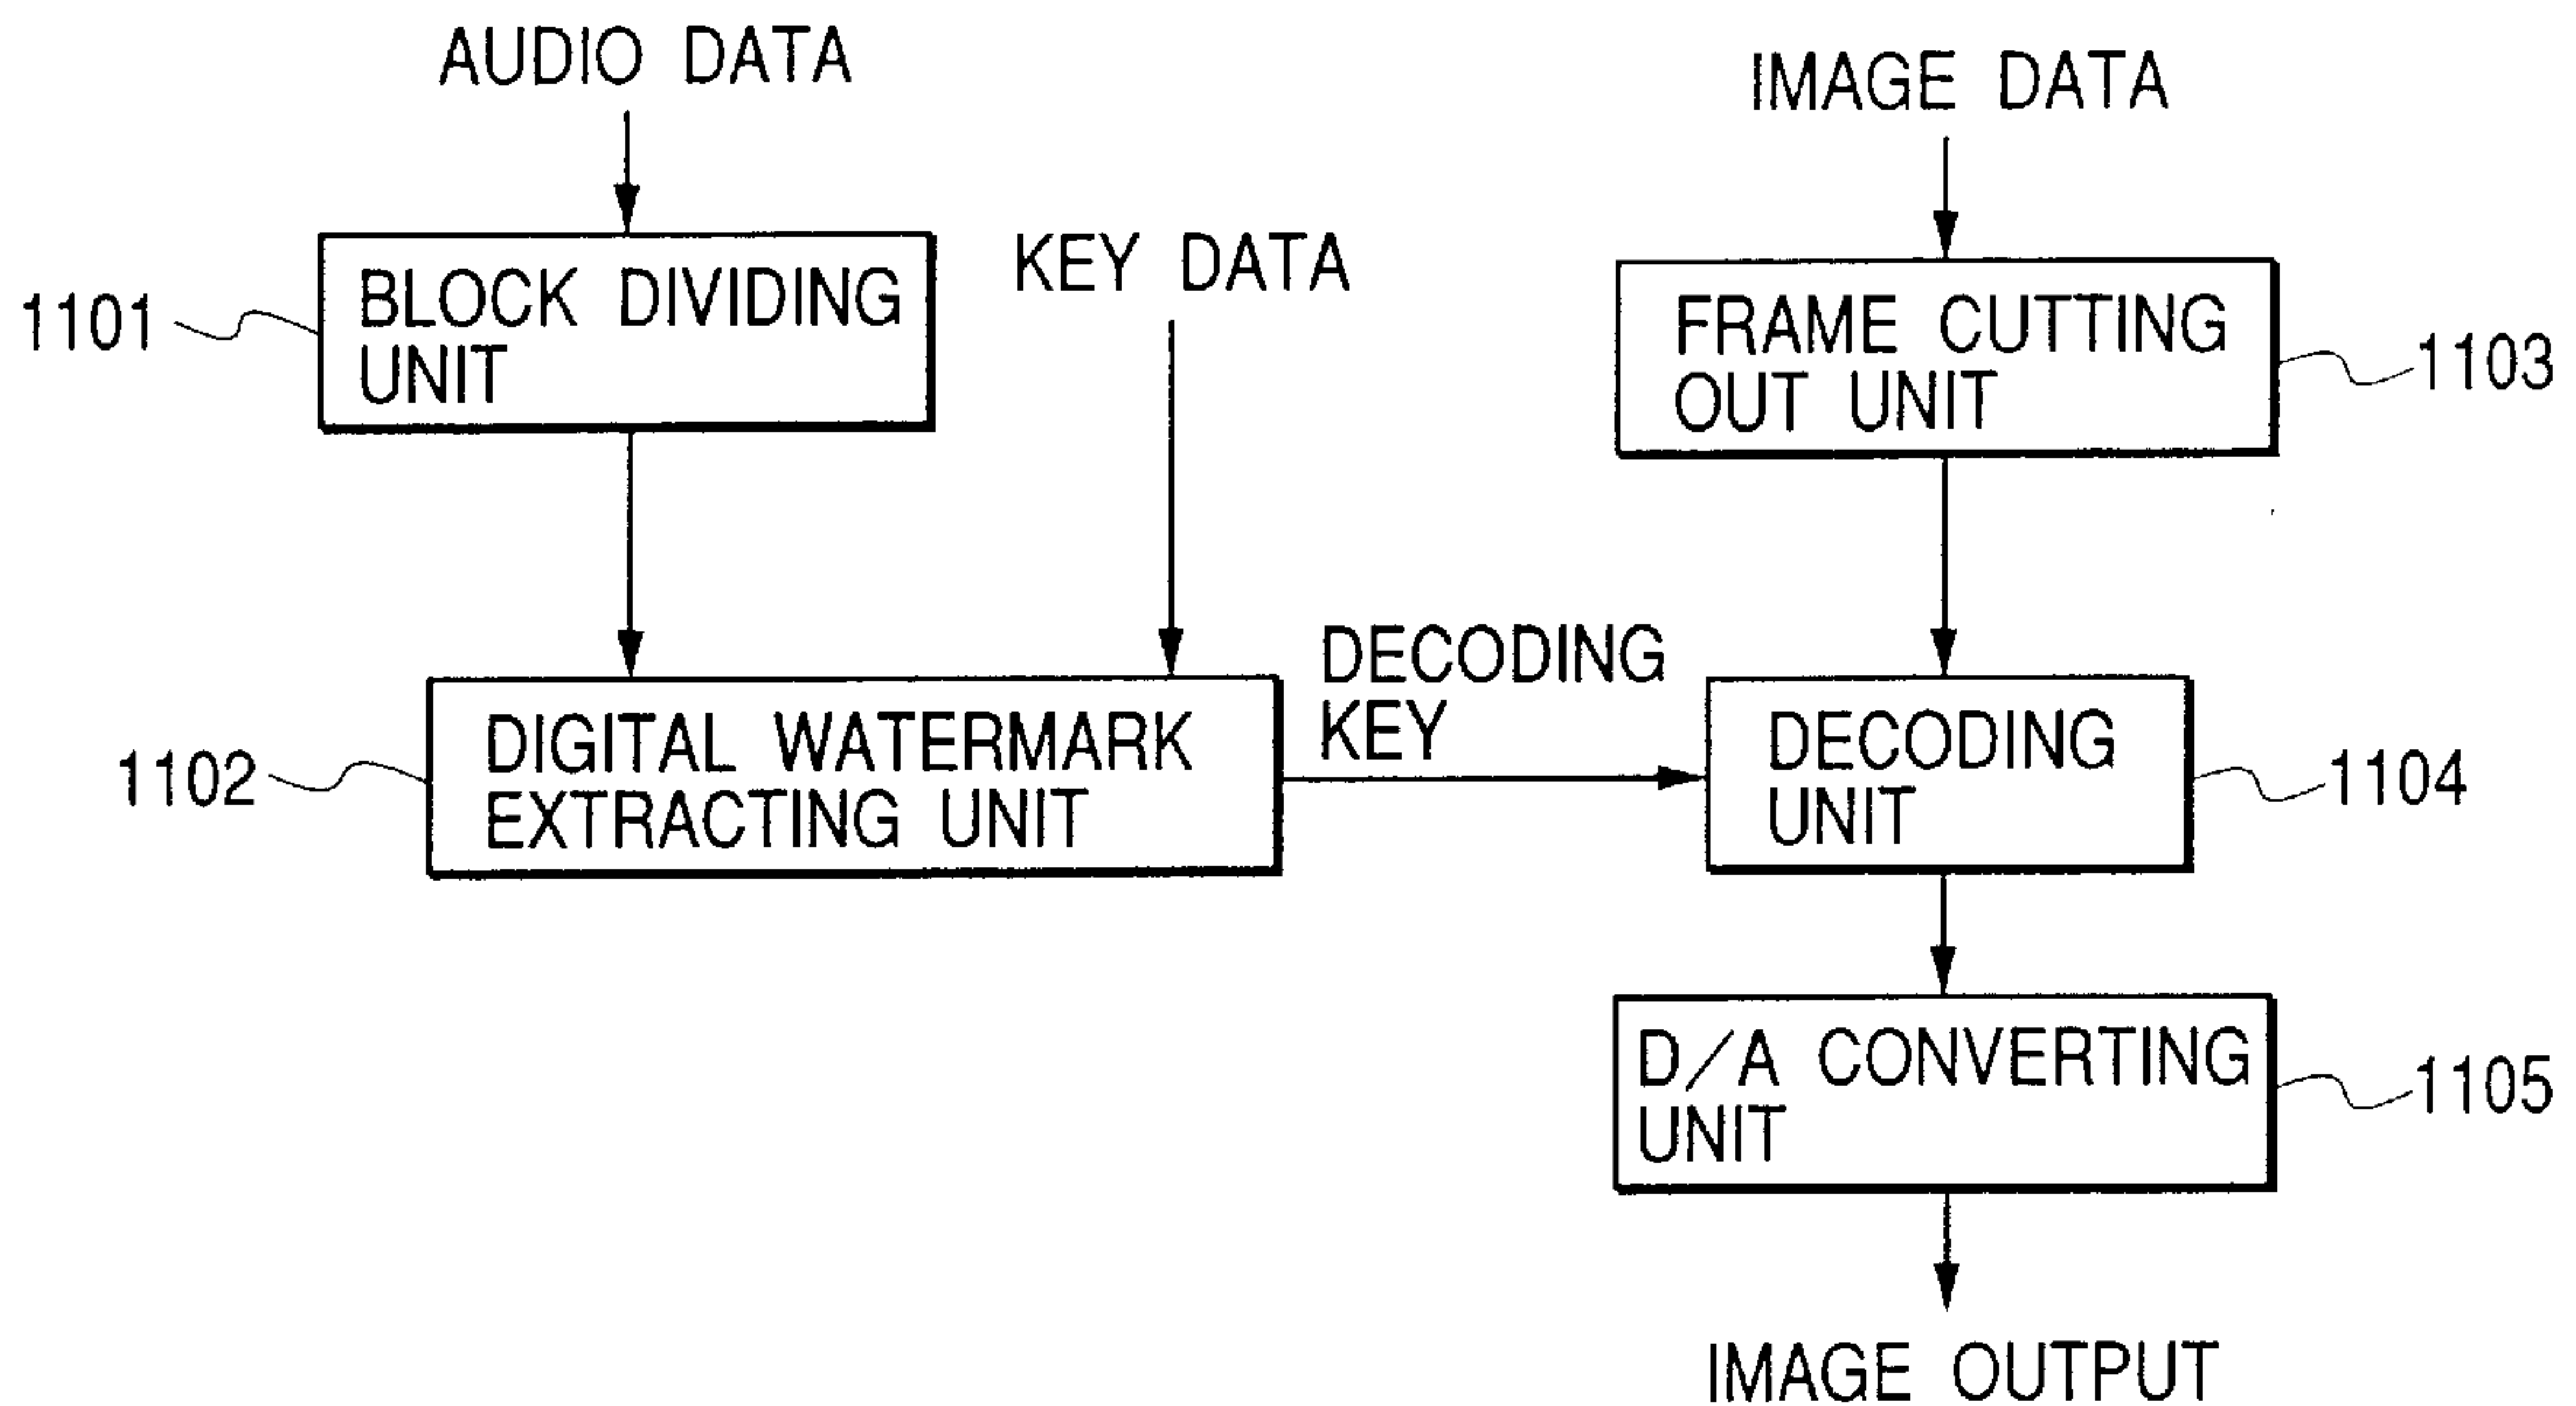 AUDIO DATA
IMAGE DATA
KEY DATA
1101
BLOCK DIVIDING
UNIT
FRAME CUTTING
OUT UNIT
1103
DECODING
KEY
1102
DIGITAL WATERMARK
EXTRACTING UNIT
DECODING
UNIT
1104
D/A CONVERTING
UNIT
1105
IMAGE OUTPUT